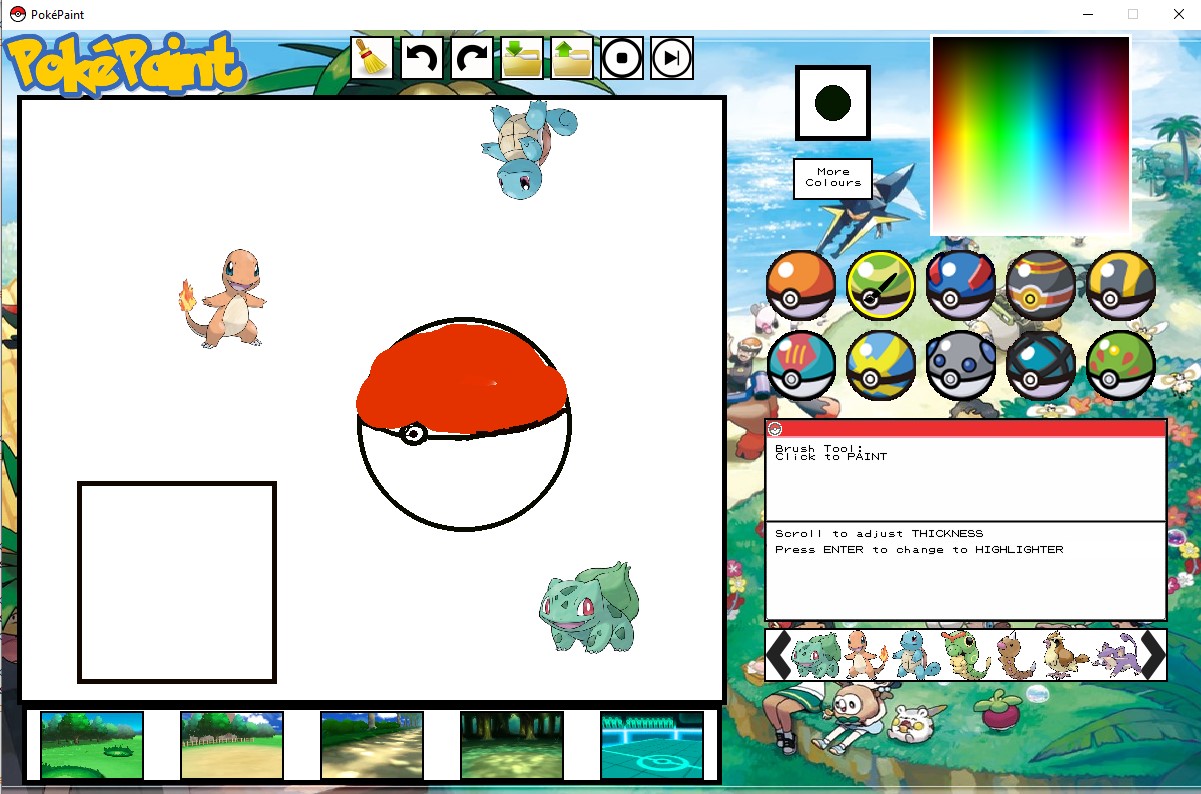 PokéPaint
PokéPaint
More
Colours
Brush Tool:
Click to PAINT
Scroll to adjust THICKNESS
Press ENTER to change to HIGHLIGHTER